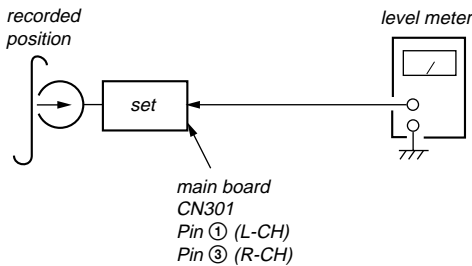 recorded
position
level meter
set
main board
CN301
Pin ① (L-CH)
Pin ③ (R-CH)